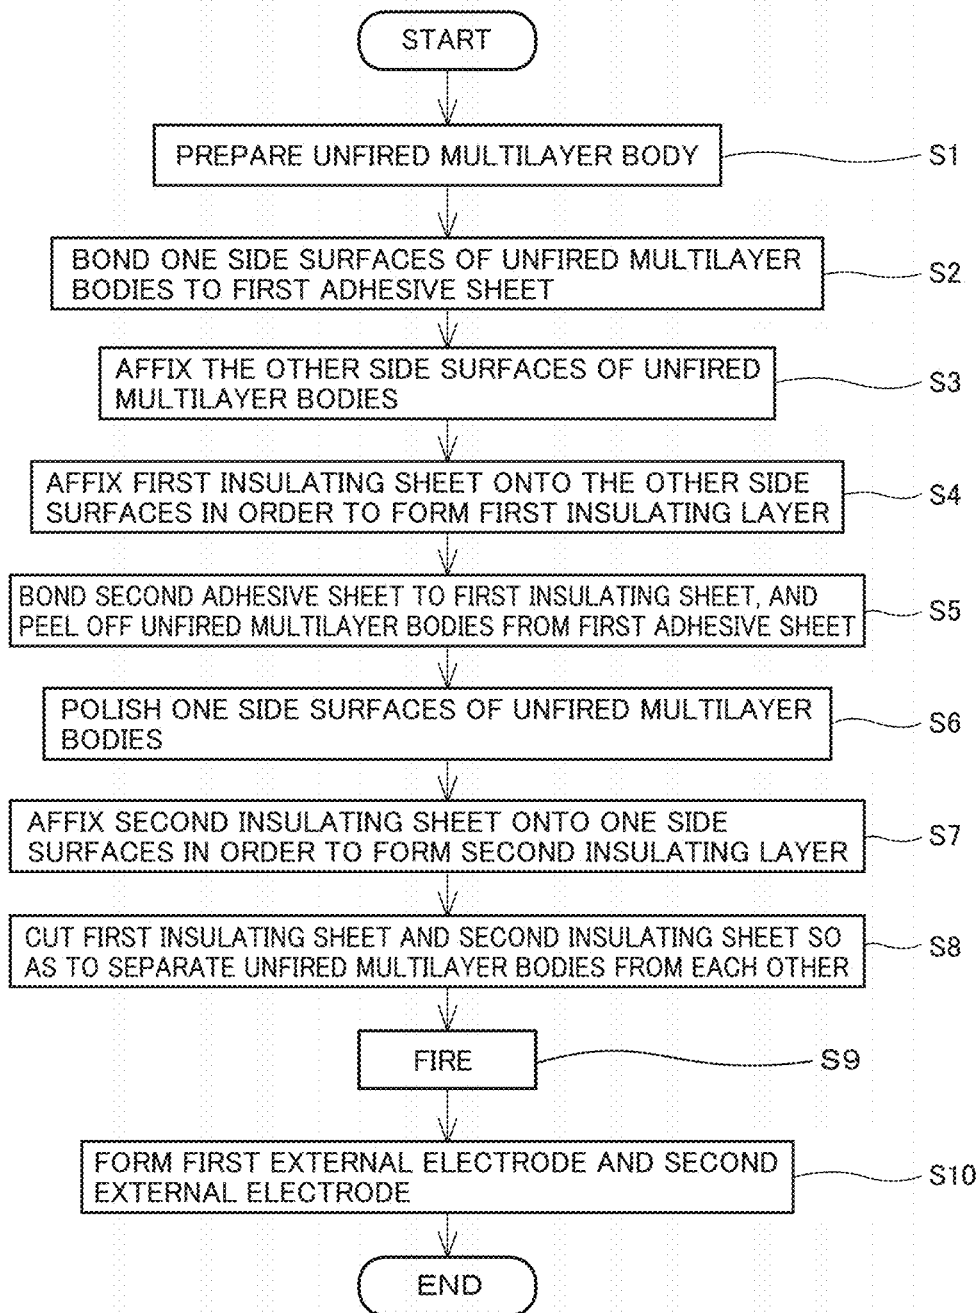 START
PREPARE UNFIRED MULTILAYER BODY
S1
BOND ONE SIDE SURFACES OF UNFIRED MULTILAYER
BODIES TO FIRST ADHESIVE SHEET
S2
AFFIX THE OTHER SIDE SURFACES OF UNFIRED
MULTILAYER BODIES
S3
AFFIX FIRST INSULATING SHEET ONTO THE OTHER SIDE
SURFACES IN ORDER TO FORM FIRST INSULATING LAYER
S4
BOND SECOND ADHESIVE SHEET TO FIRST INSULATING SHEET, AND
PEEL OFF UNFIRED MULTILAYER BODIES FROM FIRST ADHESIVE SHEET
S5
POLISH ONE SIDE SURFACES OF UNFIRED MULTILAYER
BODIES
S6
AFFIX SECOND INSULATING SHEET ONTO ONE SIDE
SURFACES IN ORDER TO FORM SECOND INSULATING LAYER
S7
CUT FIRST INSULATING SHEET AND SECOND INSULATING SHEET SO
AS TO SEPARATE UNFIRED MULTILAYER BODIES FROM EACH OTHER
S8
FIRE
S9
FORM FIRST EXTERNAL ELECTRODE AND SECOND
EXTERNAL ELECTRODE
S10
END